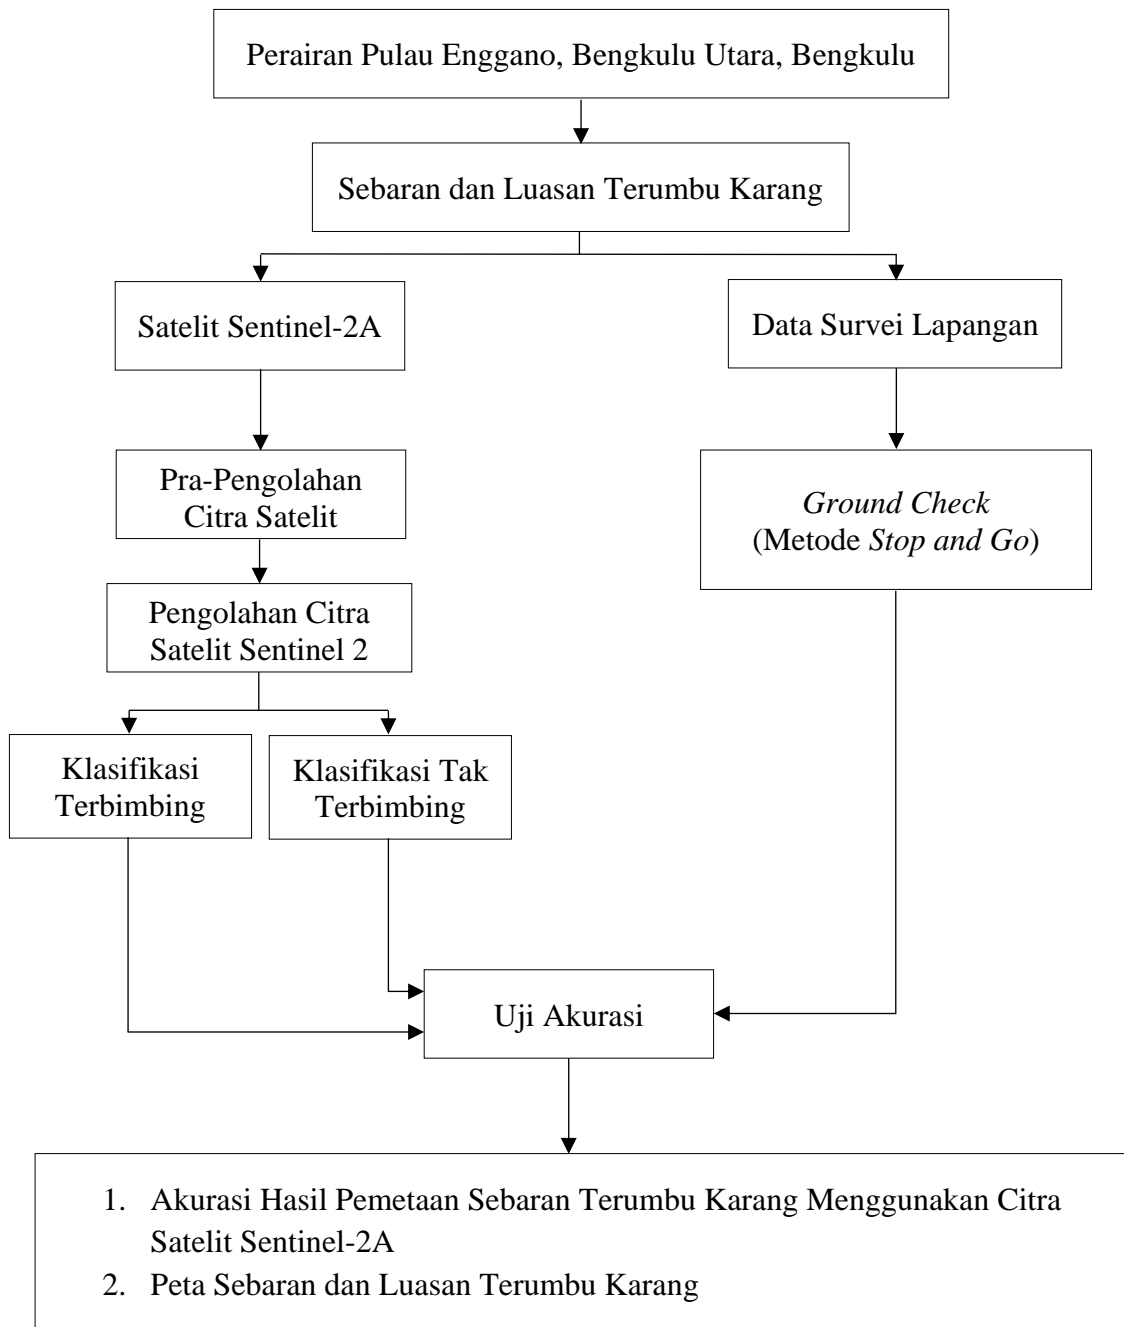 Perairan Pulau Enggano, Bengkulu Utara, Bengkulu
Sebaran dan Luasan Terumbu Karang
Satelit Sentinel-2A
Data Survei Lapangan
Pra-Pengolahan
Citra Satelit
Ground Check
(Metode Stop and Go)
Pengolahan Citra
Satelit Sentinel 2
Klasifikasi
Terbimbing
Klasifikasi Tak
Terbimbing
Uji Akurasi
1. Akurasi Hasil Pemetaan Sebaran Terumbu Karang Menggunakan Citra
Satelit Sentinel-2A
2. Peta Sebaran dan Luasan Terumbu Karang